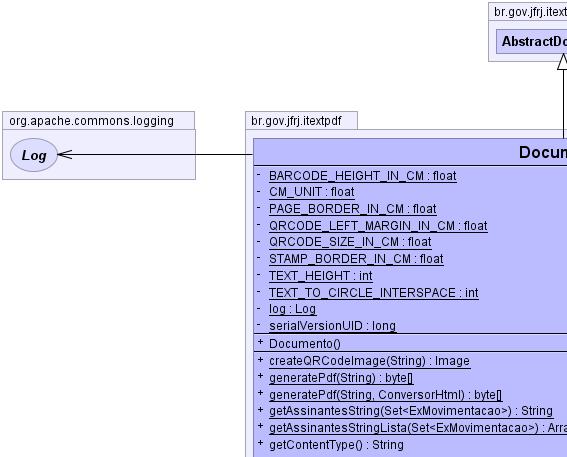 br.gov.jfrj.itext
AbstractDo
org.apache.commons.logging
Log
br.gov.jfrj.itextpdf
Docum
- BARCODE_HEIGHT_IN_CM : float
- CM_UNIT : float
- PAGE_BORDER_IN_CM : float
- QRCODE_LEFT_MARGIN_IN_CM : float
- QRCODE_SIZE_IN_CM : float
- STAMP_BORDER_IN_CM : float
- TEXT_HEIGHT : int
- TEXT_TO_CIRCLE_INTERSPACE : int
- log : Log
- serialVersionUID : long
+ Documento()
+ createQRCodeImage(String) : Image
+ generatePdf(String) : byte[]
+ generatePdf(String, ConversorHtml) : byte[]
+ getAssinantesString(Set<ExMovimentacao>) : String
+ getAssinantesStringLista(Set<ExMovimentacao>) : Arra
+ getContentType() : String